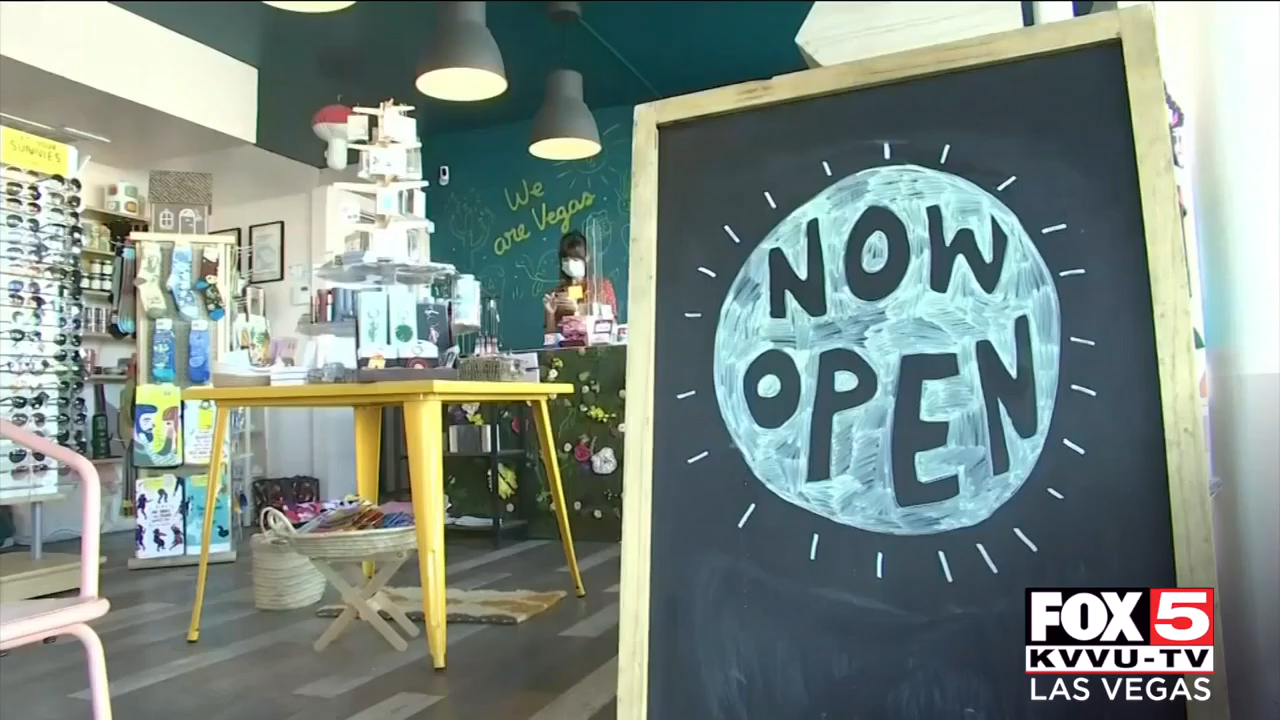 SUNNIES
We
are Vegas
NOW
OPEN
FOX 5
KVVU-TV
LAS VEGAS